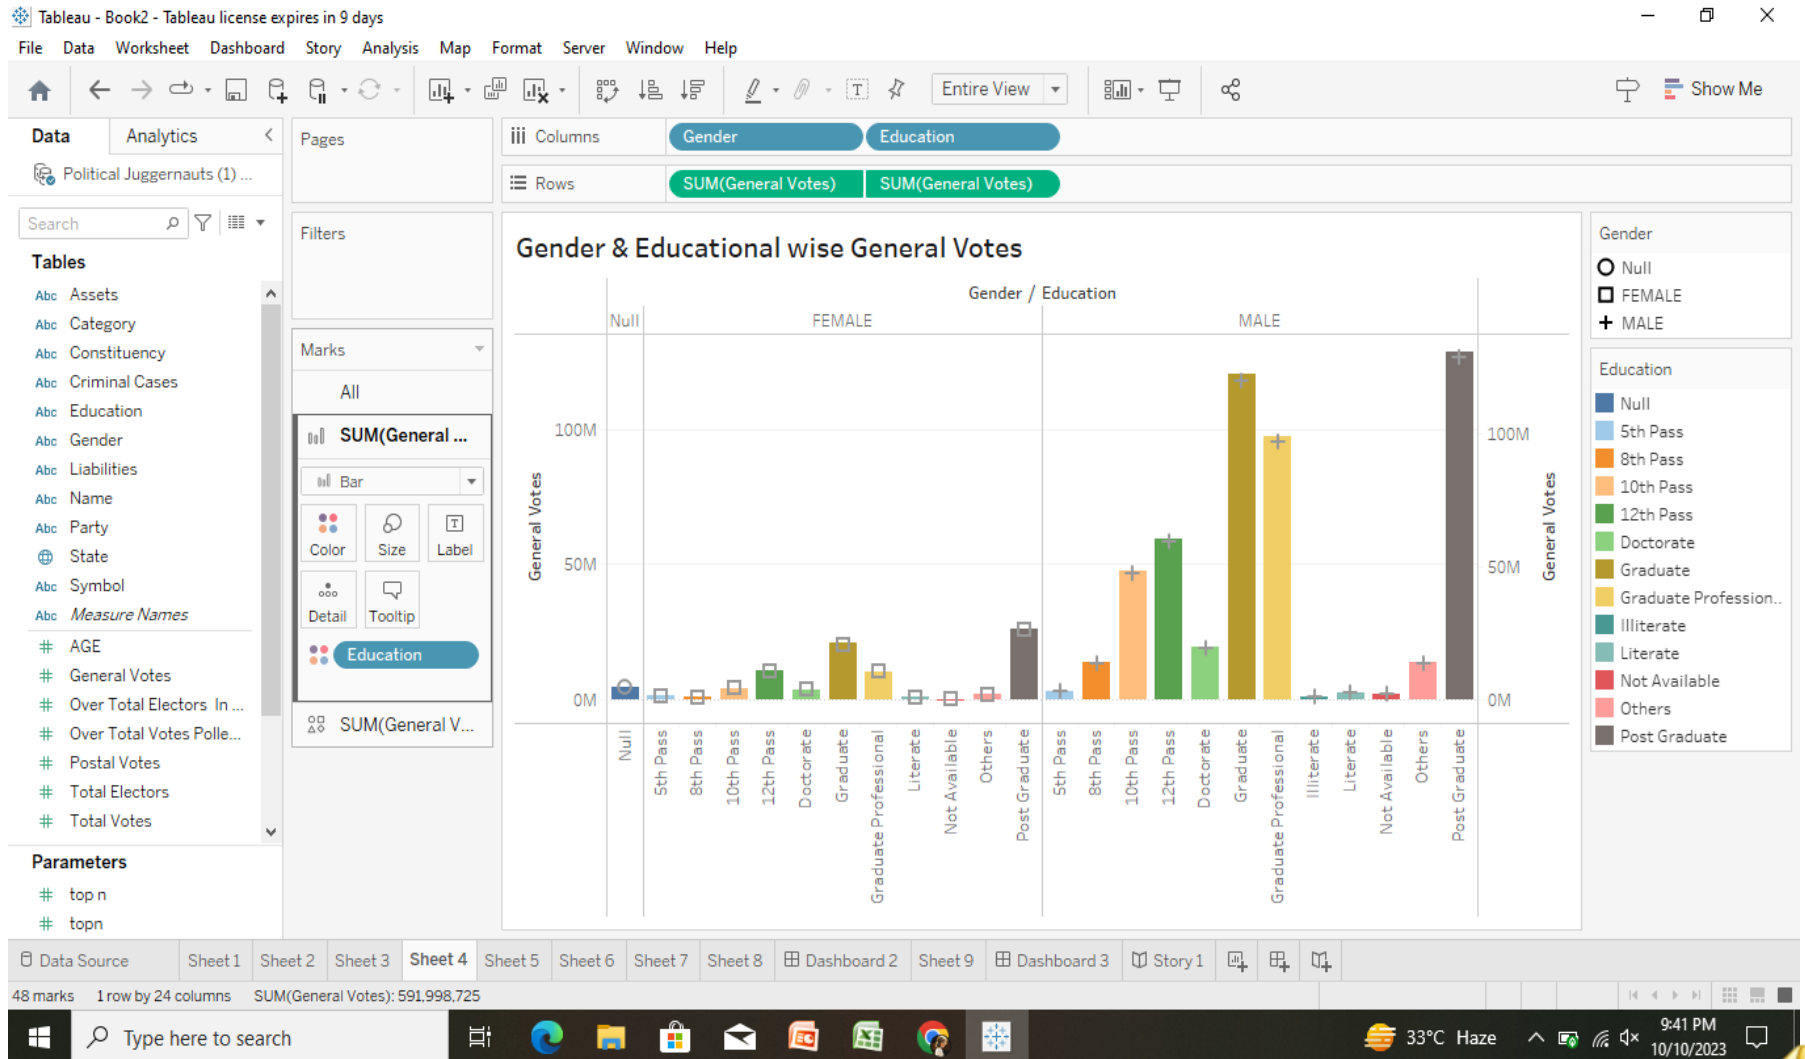 Tableau - Book2 - Tableau license expires in 9 days
File Data Worksheet Dashboard Story Analysis Map Format Server Window Help
Entire View
Show Me
Data Analytics
Political Juggernauts (1) ...
Search
Tables
Abc Assets
Abc Category
Abc Constituency
Abc Criminal Cases
Abc Education
Abc Gender
Abc Liabilities
Abc Name
Abc Party
State
Abc Symbol
Abc Measure Names
# AGE
# General Votes
# Over Total Electors In ...
# Over Total Votes Polle...
# Postal Votes
# Total Electors
# Total Votes
Parameters
# top n
# topn
Pages
Filters
Marks
All
SUM(General ...
Bar
Color Size Label
Detail Tooltip
Education
SUM(General V...
Columns Gender Education
Rows SUM(General Votes) SUM(General Votes)
Gender & Educational wise General Votes
Gender / Education
Null FEMALE MALE
General Votes
100M
50M
0M
100M
50M
0M
General Votes
Null
5th Pass
8th Pass
10th Pass
12th Pass
Doctorate
Graduate
Graduate Professional
Literate
Not Available
Others
Post Graduate
5th Pass
8th Pass
10th Pass
12th Pass
Doctorate
Graduate
Graduate Professional
Illiterate
Literate
Not Available
Others
Post Graduate
Gender
Null
FEMALE
MALE
Education
Null
5th Pass
8th Pass
10th Pass
12th Pass
Doctorate
Graduate
Graduate Profession..
Illiterate
Literate
Not Available
Others
Post Graduate
Data Source Sheet 1 Sheet 2 Sheet 3 Sheet 4 Sheet 5 Sheet 6 Sheet 7 Sheet 8 Dashboard 2 Sheet 9 Dashboard 3 Story 1
48 marks 1 row by 24 columns SUM(General Votes): 591,998,725
Type here to search
33°C Haze
9:41 PM
10/10/2023